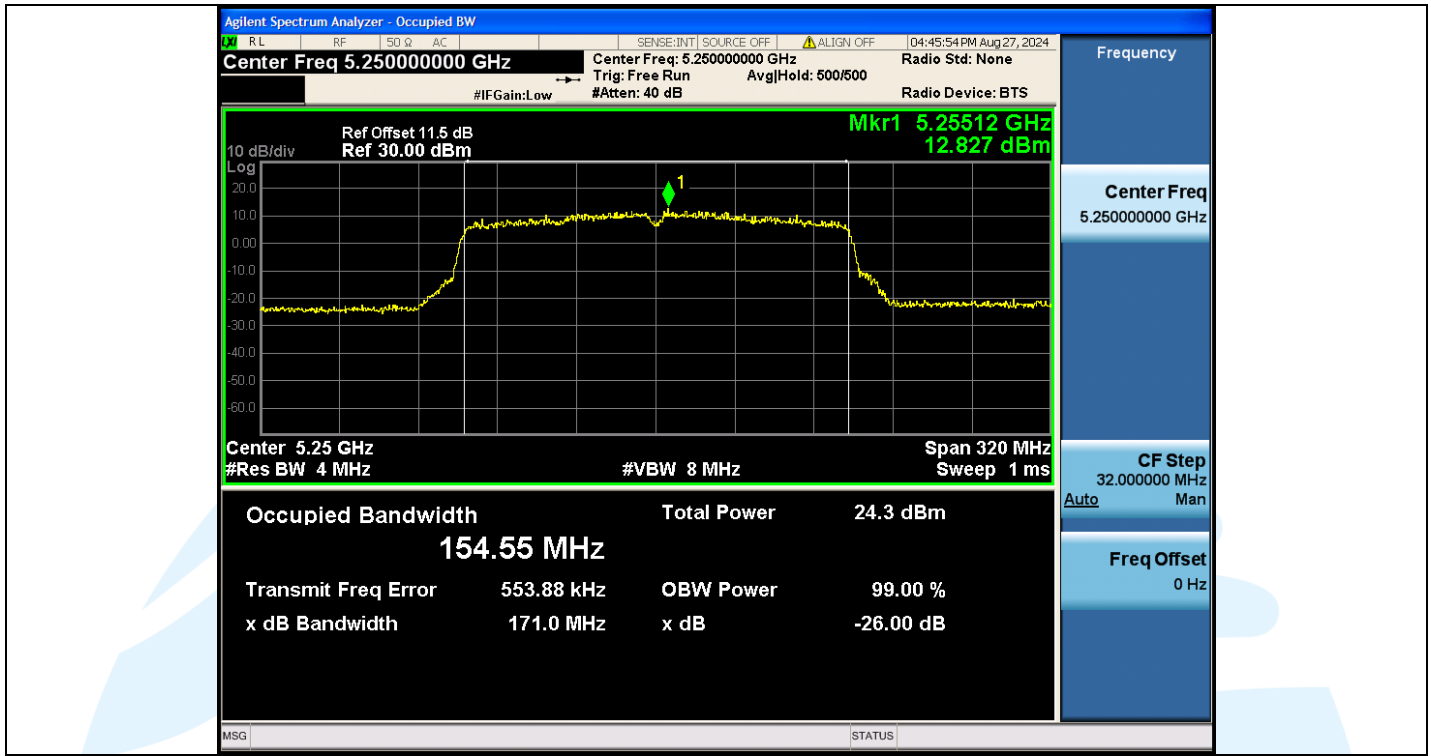 Agilent Spectrum Analyzer - Occupied BW
LXI RL RF 50 Ω AC SENSE:INT SOURCE OFF ALIGN OFF 04:45:54 PM Aug 27, 2024
Center Freq 5.250000000 GHz
Center Freq: 5.250000000 GHz
Radio Std: None
Trig: Free Run Avg|Hold: 500/500
#IFGain:Low
#Atten: 40 dB
Radio Device: BTS
Frequency
Mkr1 5.25512 GHz
12.827 dBm
Ref Offset 11.5 dB
10 dB/div Ref 30.00 dBm
Log
1
20.0
10.0
0.00
-10.0
-20.0
-30.0
-40.0
-50.0
-60.0
Center Freq
5.250000000 GHz
Center 5.25 GHz Span 320 MHz
#Res BW 4 MHz #VBW 8 MHz Sweep 1 ms
CF Step
32.000000 MHz
Auto Man
Occupied Bandwidth Total Power 24.3 dBm
154.55 MHz
Transmit Freq Error 553.88 kHz OBW Power 99.00 %
x dB Bandwidth 171.0 MHz x dB -26.00 dB
Freq Offset
0 Hz
MSG STATUS